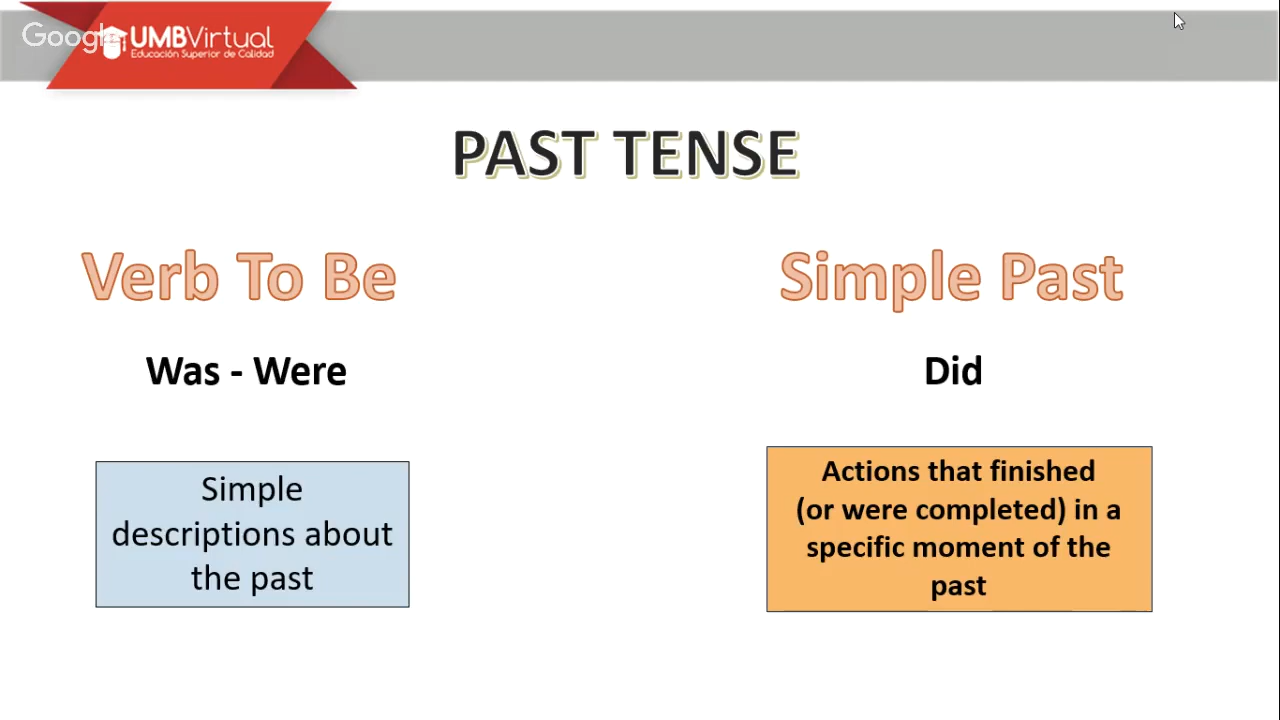 Google
UMBVirtual
Educación Superior de Calidad
PAST TENSE
Verb To Be
Simple Past
Was - Were
Did
Simple
descriptions about
the past
Actions that finished
(or were completed) in a
specific moment of the
past